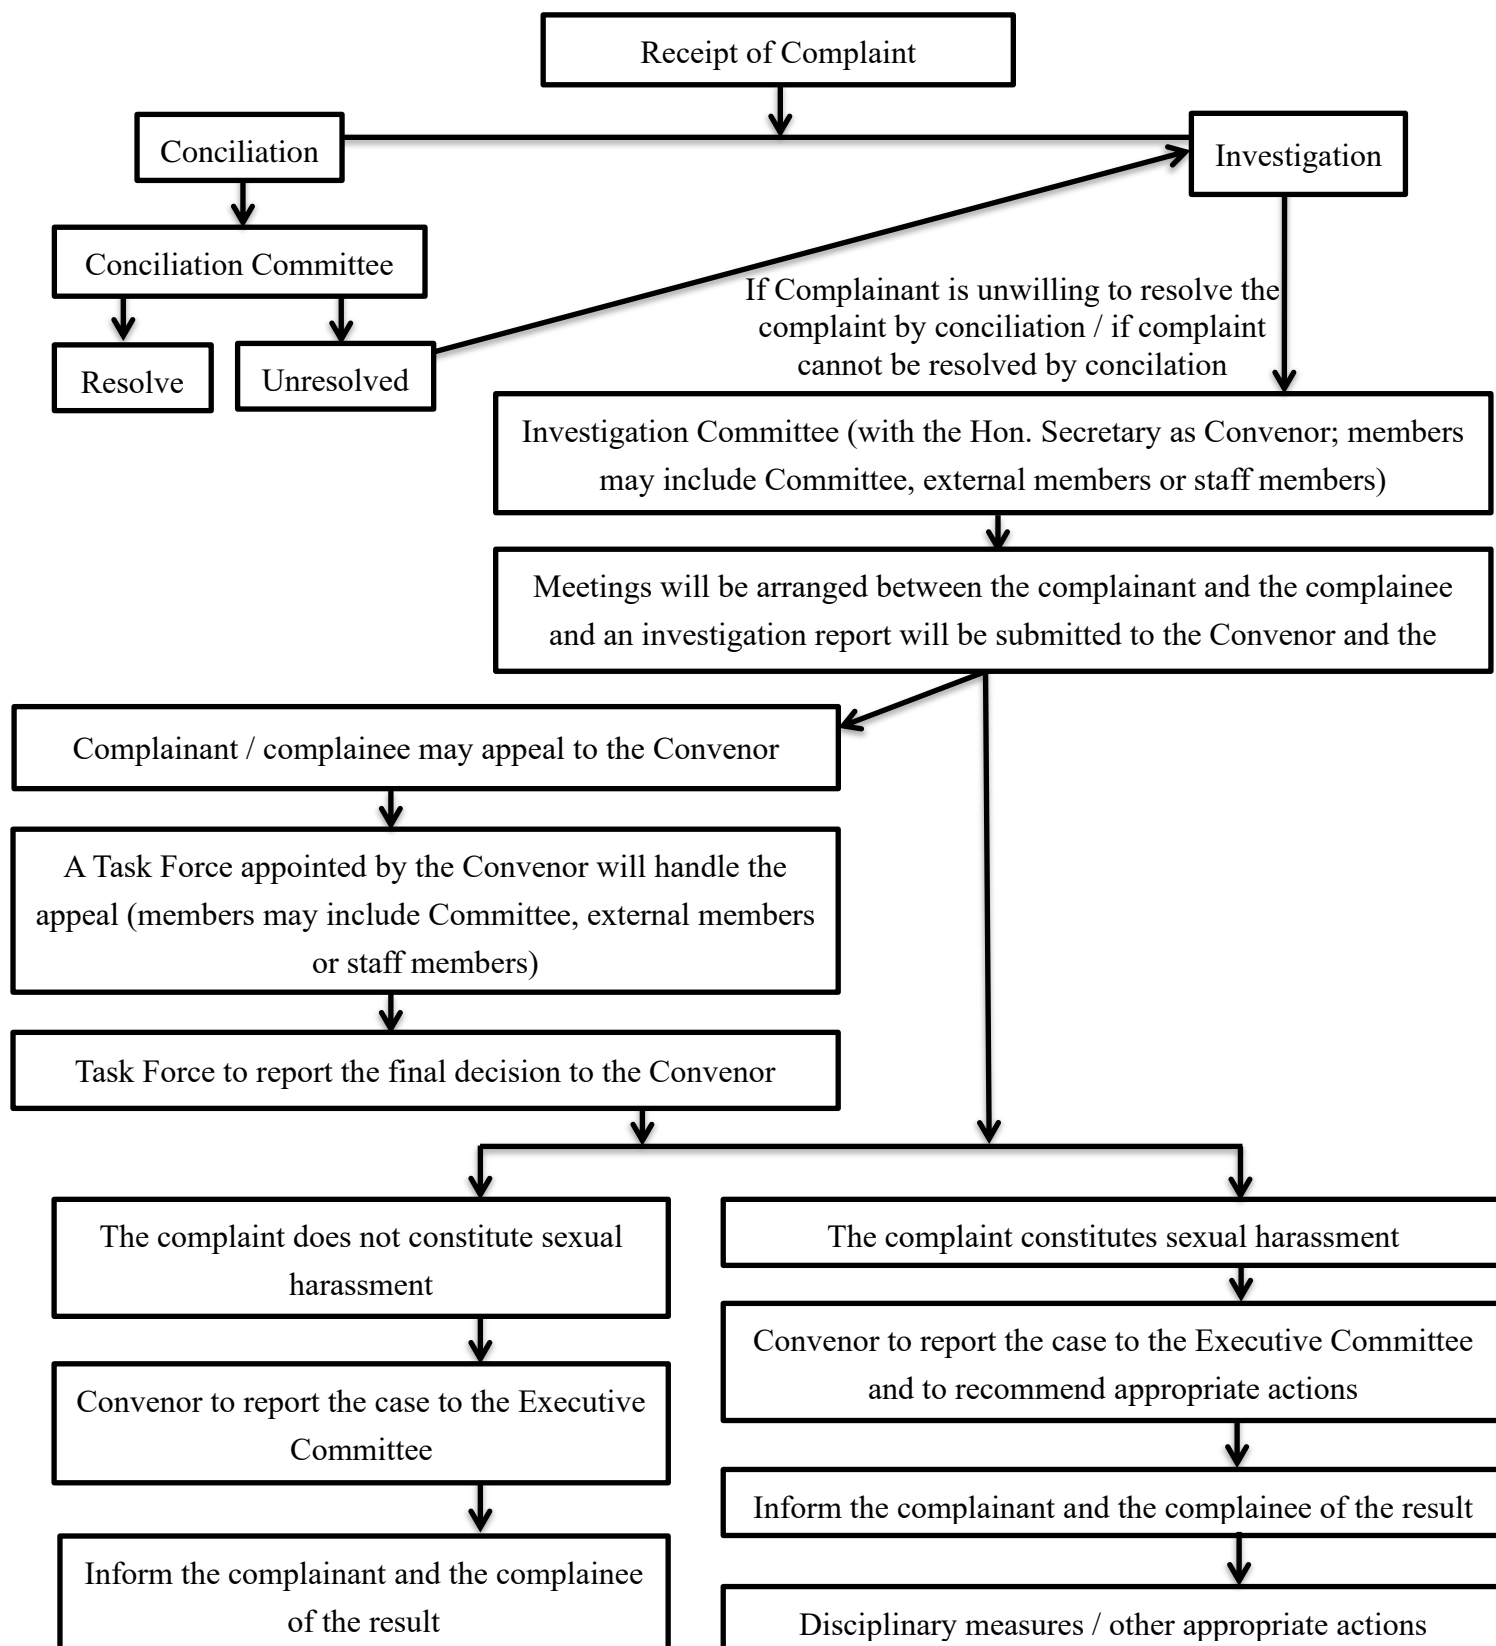 Receipt of Complaint
Conciliation
Investigation
Conciliation Committee
If Complainant is unwilling to resolve the
complaint by conciliation / if complaint
cannot be resolved by concilation
Resolve
Unresolved
Investigation Committee (with the Hon. Secretary as Convenor; members
may include Committee, external members or staff members)
Meetings will be arranged between the complainant and the complainee
and an investigation report will be submitted to the Convenor and the
Complainant / complainee may appeal to the Convenor
A Task Force appointed by the Convenor will handle the
appeal (members may include Committee, external members
or staff members)
Task Force to report the final decision to the Convenor
The complaint does not constitute sexual
harassment
Convenor to report the case to the Executive
Committee
Inform the complainant and the complainee
of the result
The complaint constitutes sexual harassment
Convenor to report the case to the Executive Committee
and to recommend appropriate actions
Inform the complainant and the complainee of the result
Disciplinary measures / other appropriate actions